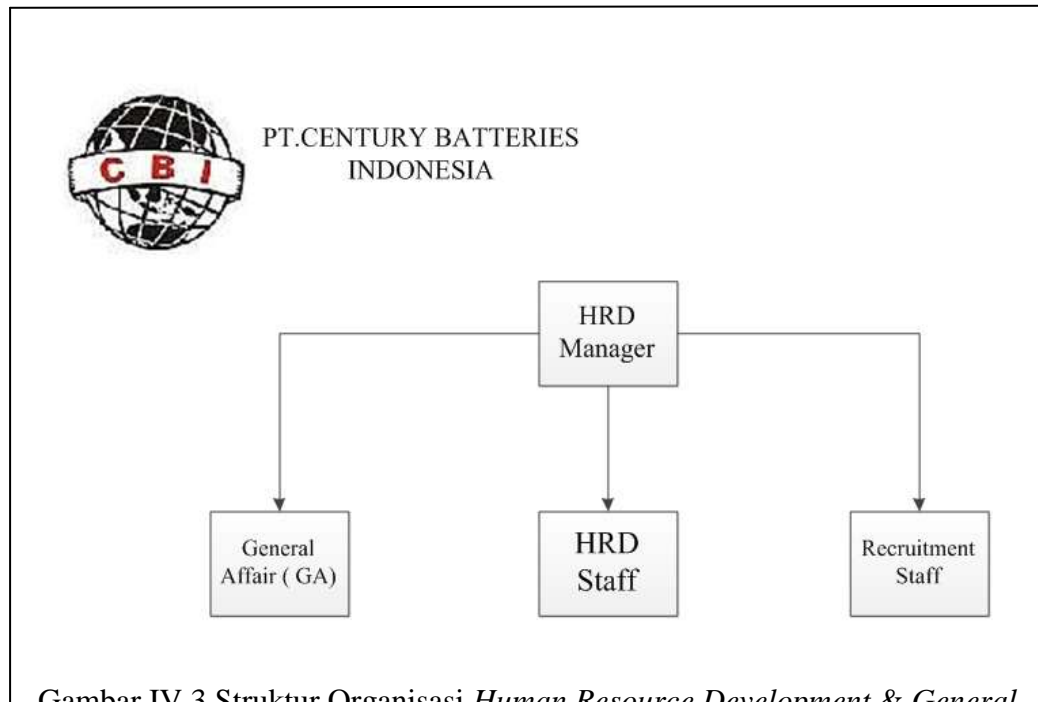 CBI
PT.CENTURY BATTERIES
INDONESIA
HRD
Manager
General
Affair ( GA)
HRD
Staff
Recruitment
Staff
Gambar IV 3 Struktur Organisasi Human Resource Development & General